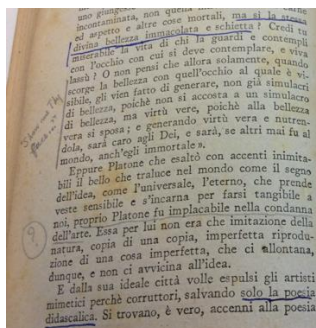 uno giungesse
incontaminata, non quella carne
ed aspetto e altre cose mortali, ma si la stessa
divina bellezza immacolata e schietta? Credi tu
miserabile la vita di chi la guardi e contempli
con l'occhio con cui si deve contemplare, e viva
lassù? O non pensi che allora solamente, quando
scorge la bellezza con quell'occhio al quale è vi-
sibile, gli vien fatto di generare, non già simulacri
di bellezza, poichè non si accosta a un simulacro
di bellezza, ma virtù vere, poichè alla bellezza
vera si sposa; e generando virtù vera e nutren-
dola, sarà caro agli Dei, e sarà, se altri mai fu al
mondo, anch'egli immortale ».
Eppure Platone che esaltò con accenti inimita-
bili il bello che traluce nel mondo come il segno
dell'idea, come l'universale, l'eterno, che prende
veste sensibile e s'incarna per farsi tangibile a
noi, proprio Platone fu implacabile nella condanna
dell'arte. Essa per lui non era che imitazione della
natura, copia di una copia, imperfetta riprodu-
zione di una cosa imperfetta, che ci allontana,
dunque, e non ci avvicina all'idea.
E dalla sua ideale città volle espulsi gli artisti
mimetici perchè corruttori, salvando solo la poesia
didascalica. Si trovano, è vero, accenni alla poesia